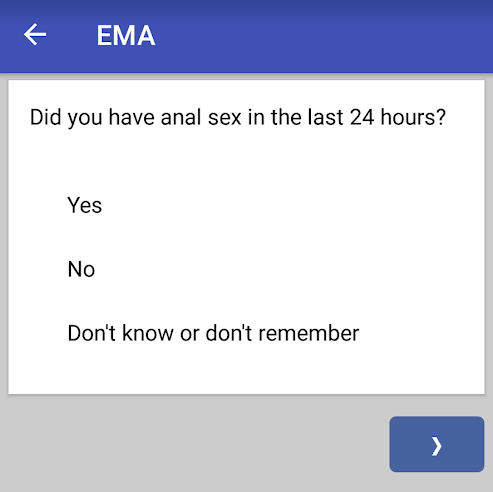 EMA
Did you have anal sex in the last 24 hours?
Yes
No
Don't know or don't remember